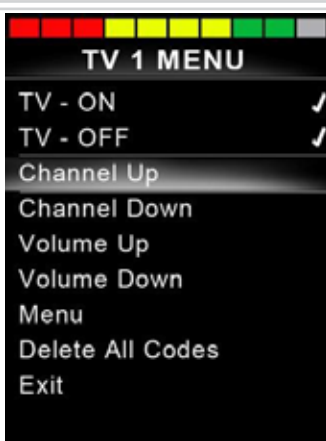 TV 1 MENU
TV - ON
TV - OFF
Channel Up
Channel Down
Volume Up
Volume Down
Menu
Delete All Codes
Exit